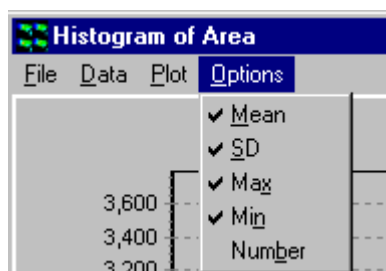 Histogram of Area
File Data Plot Options
Mean
SD
Max
Min
Number
3,600
3,400
3,200